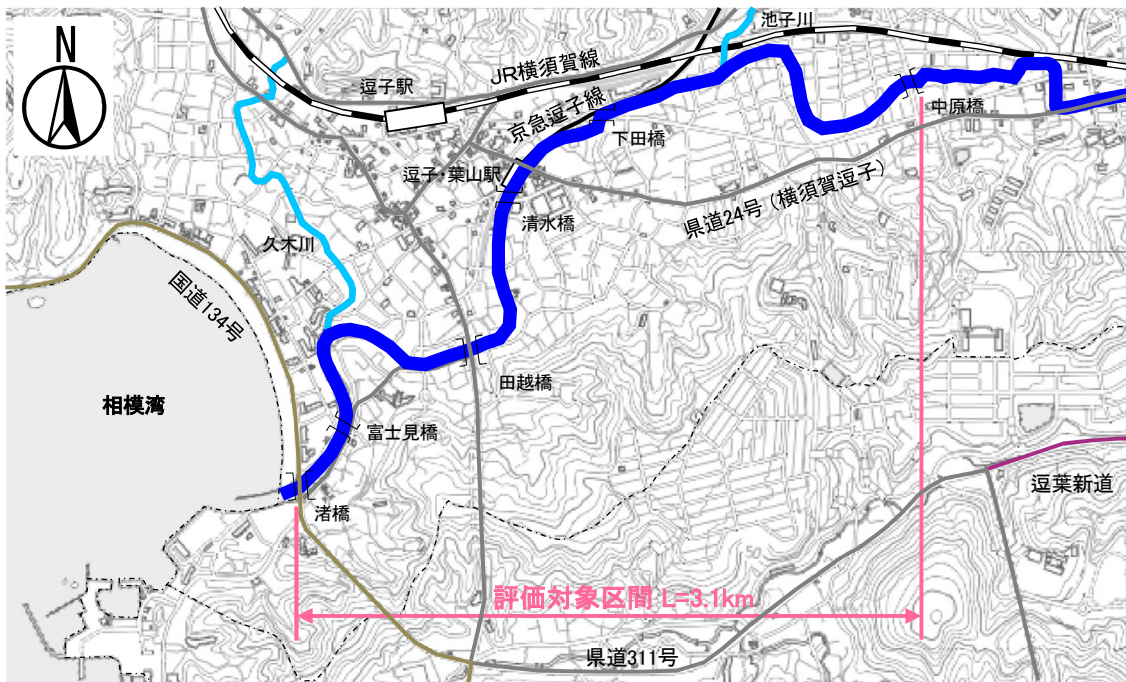 N
池子川
JR横須賀線
逗子駅
京急逗子線
下田橋
中原橋
逗子・葉山駅
県道24号（横須賀逗子）
清水橋
久木川
国道134号
田越橋
相模湾
富士見橋
渚橋
逗葉新道
50
評価対象区間 L=3.1km
県道311号